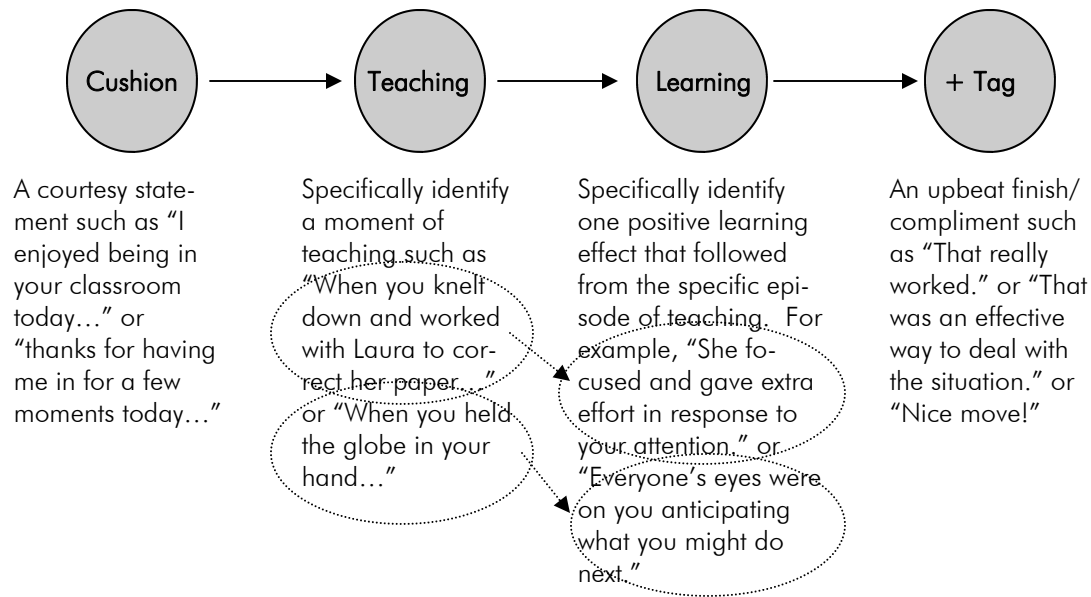 Cushion
Teaching
Learning
+ Tag
A courtesy state-
ment such as “I
enjoyed being in
your classroom
today…” or
“thanks for having
me in for a few
moments today…”
Specifically identify
a moment of
teaching such as
“When you knelt
down and worked
with Laura to cor-
rect her paper…”
or “When you held
the globe in your
hand…”
Specifically identify
one positive learning
effect that followed
from the specific epi-
sode of teaching.  For
example, “She fo-
cused and gave extra
effort in response to
your attention.” or
“Everyone’s eyes were
on you anticipating
what you might do
next.”
An upbeat finish/
compliment such
as “That really
worked.” or “That
was an effective
way to deal with
the situation.” or
“Nice move!”